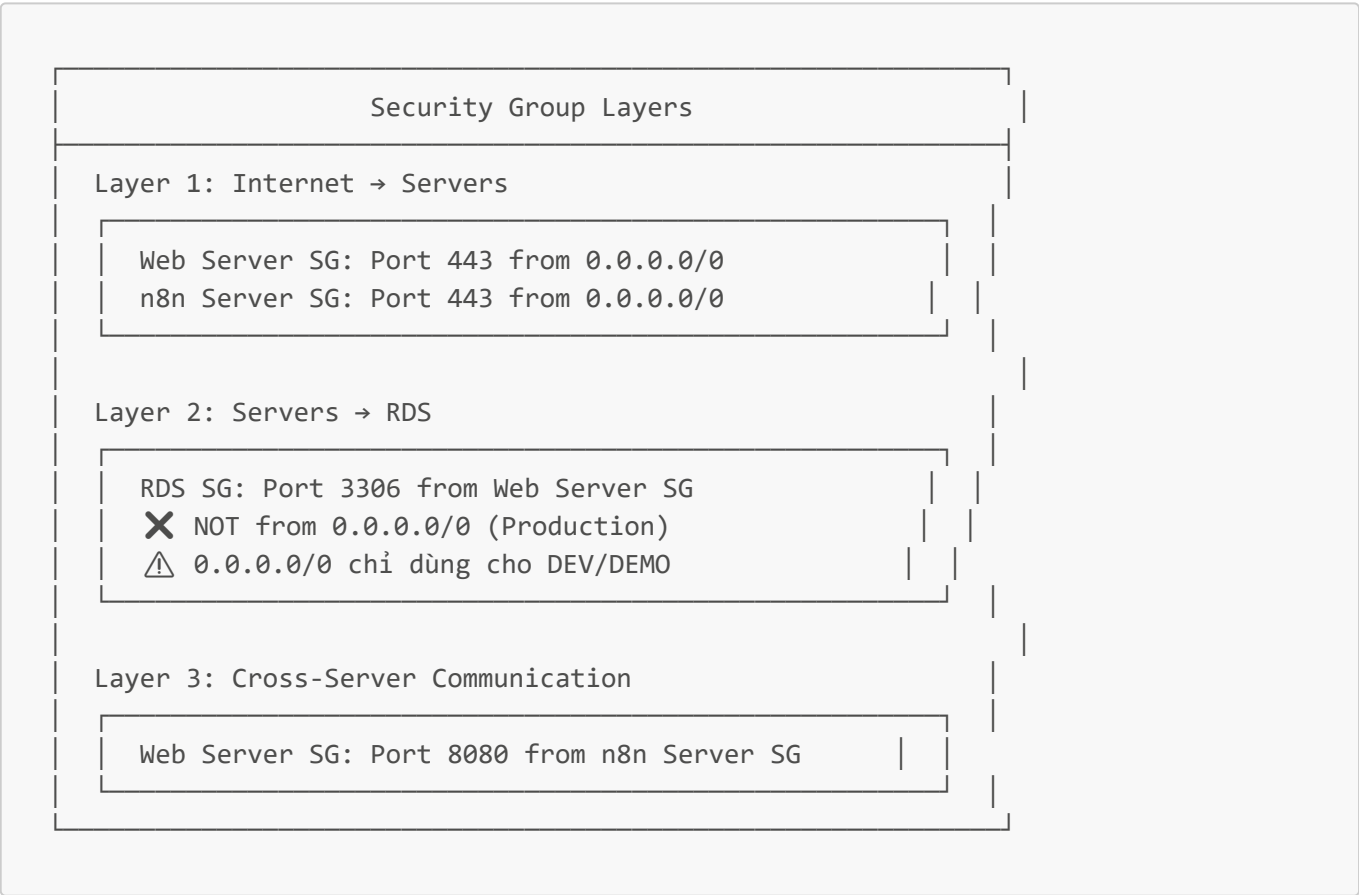 Security Group Layers
Layer 1: Internet → Servers
Web Server SG: Port 443 from 0.0.0.0/0
n8n Server SG: Port 443 from 0.0.0.0/0
Layer 2: Servers → RDS
RDS SG: Port 3306 from Web Server SG
❌ NOT from 0.0.0.0/0 (Production)
⚠ 0.0.0.0/0 chỉ dùng cho DEV/DEMO
Layer 3: Cross-Server Communication
Web Server SG: Port 8080 from n8n Server SG